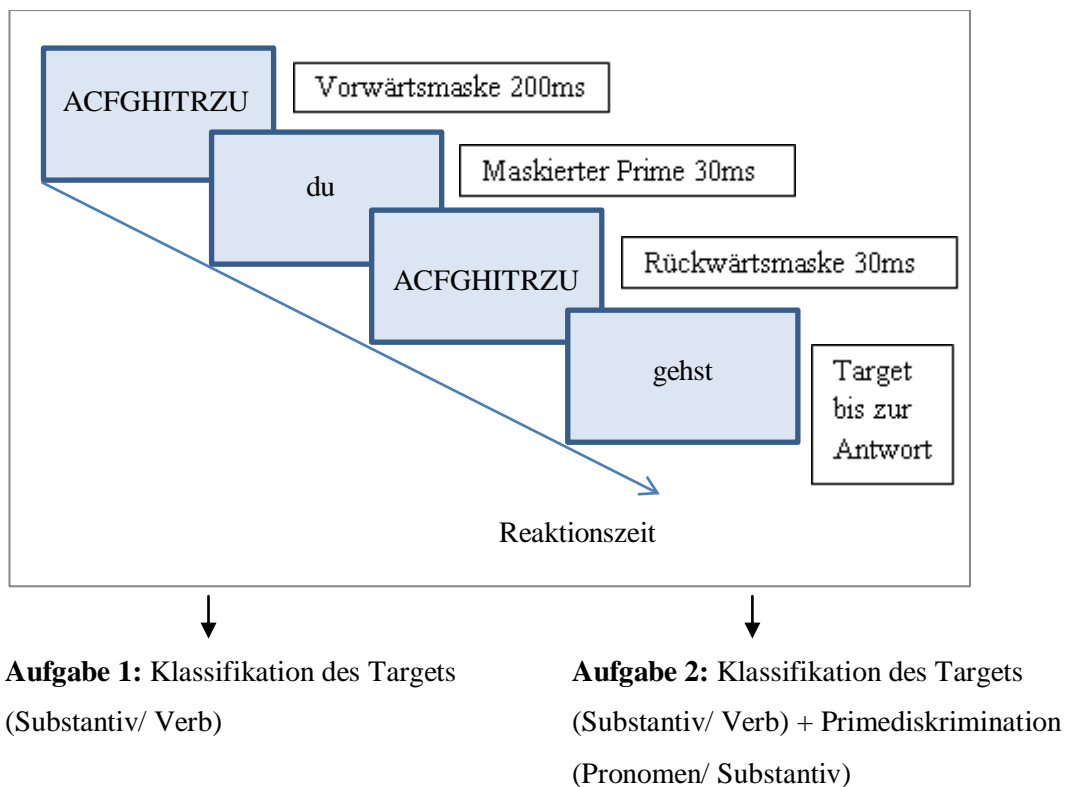 ACFGHITRZU
Vorwärtsmaske 200ms
du
Maskierter Prime 30ms
ACFGHITRZU
Rückwärtsmaske 30ms
gehst
Target
bis zur
Antwort
Reaktionszeit
Aufgabe 1: Klassifikation des Targets
(Substantiv/ Verb)
Aufgabe 2: Klassifikation des Targets
(Substantiv/ Verb) + Primediskrimination
(Pronomen/ Substantiv)